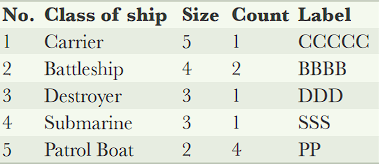 No. Class of ship Size Count Label
1 Carrier 5 1 CCCCC
2 Battleship 4 2 BBBB
3 Destroyer 3 1 DDD
4 Submarine 3 1 SSS
5 Patrol Boat 2 4 PP